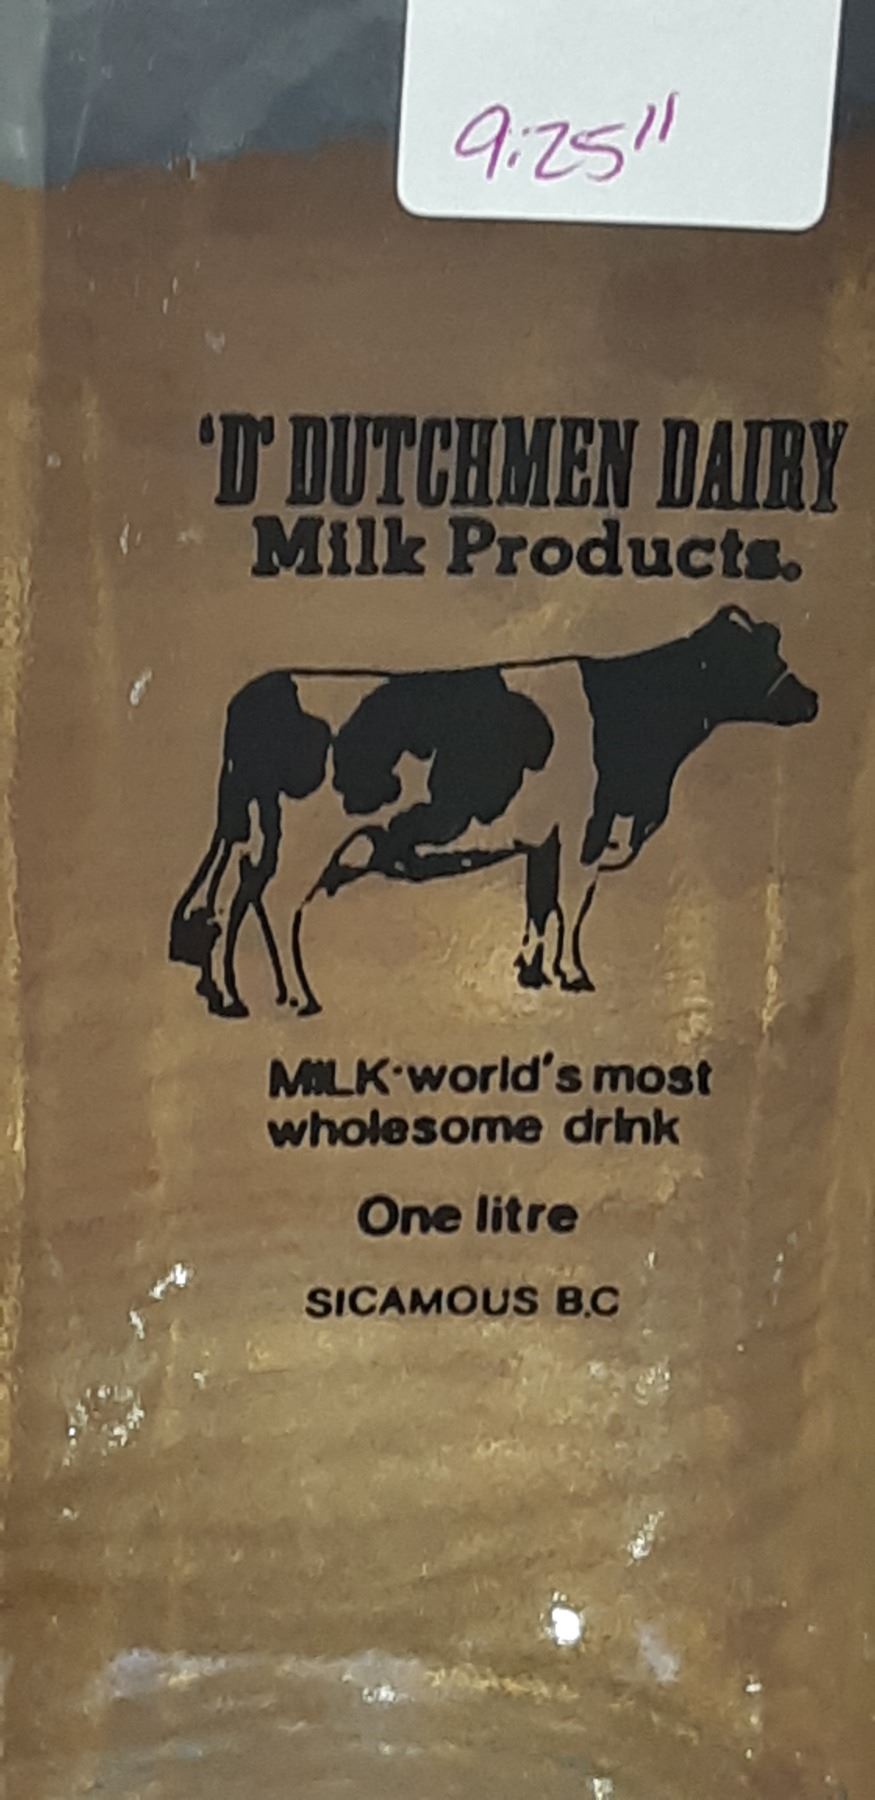 9.25"
'D' DUTCHMEN DAIRY
Milk Products.
MILK·world's most
wholesome drink
One litre
SICAMOUS B.C